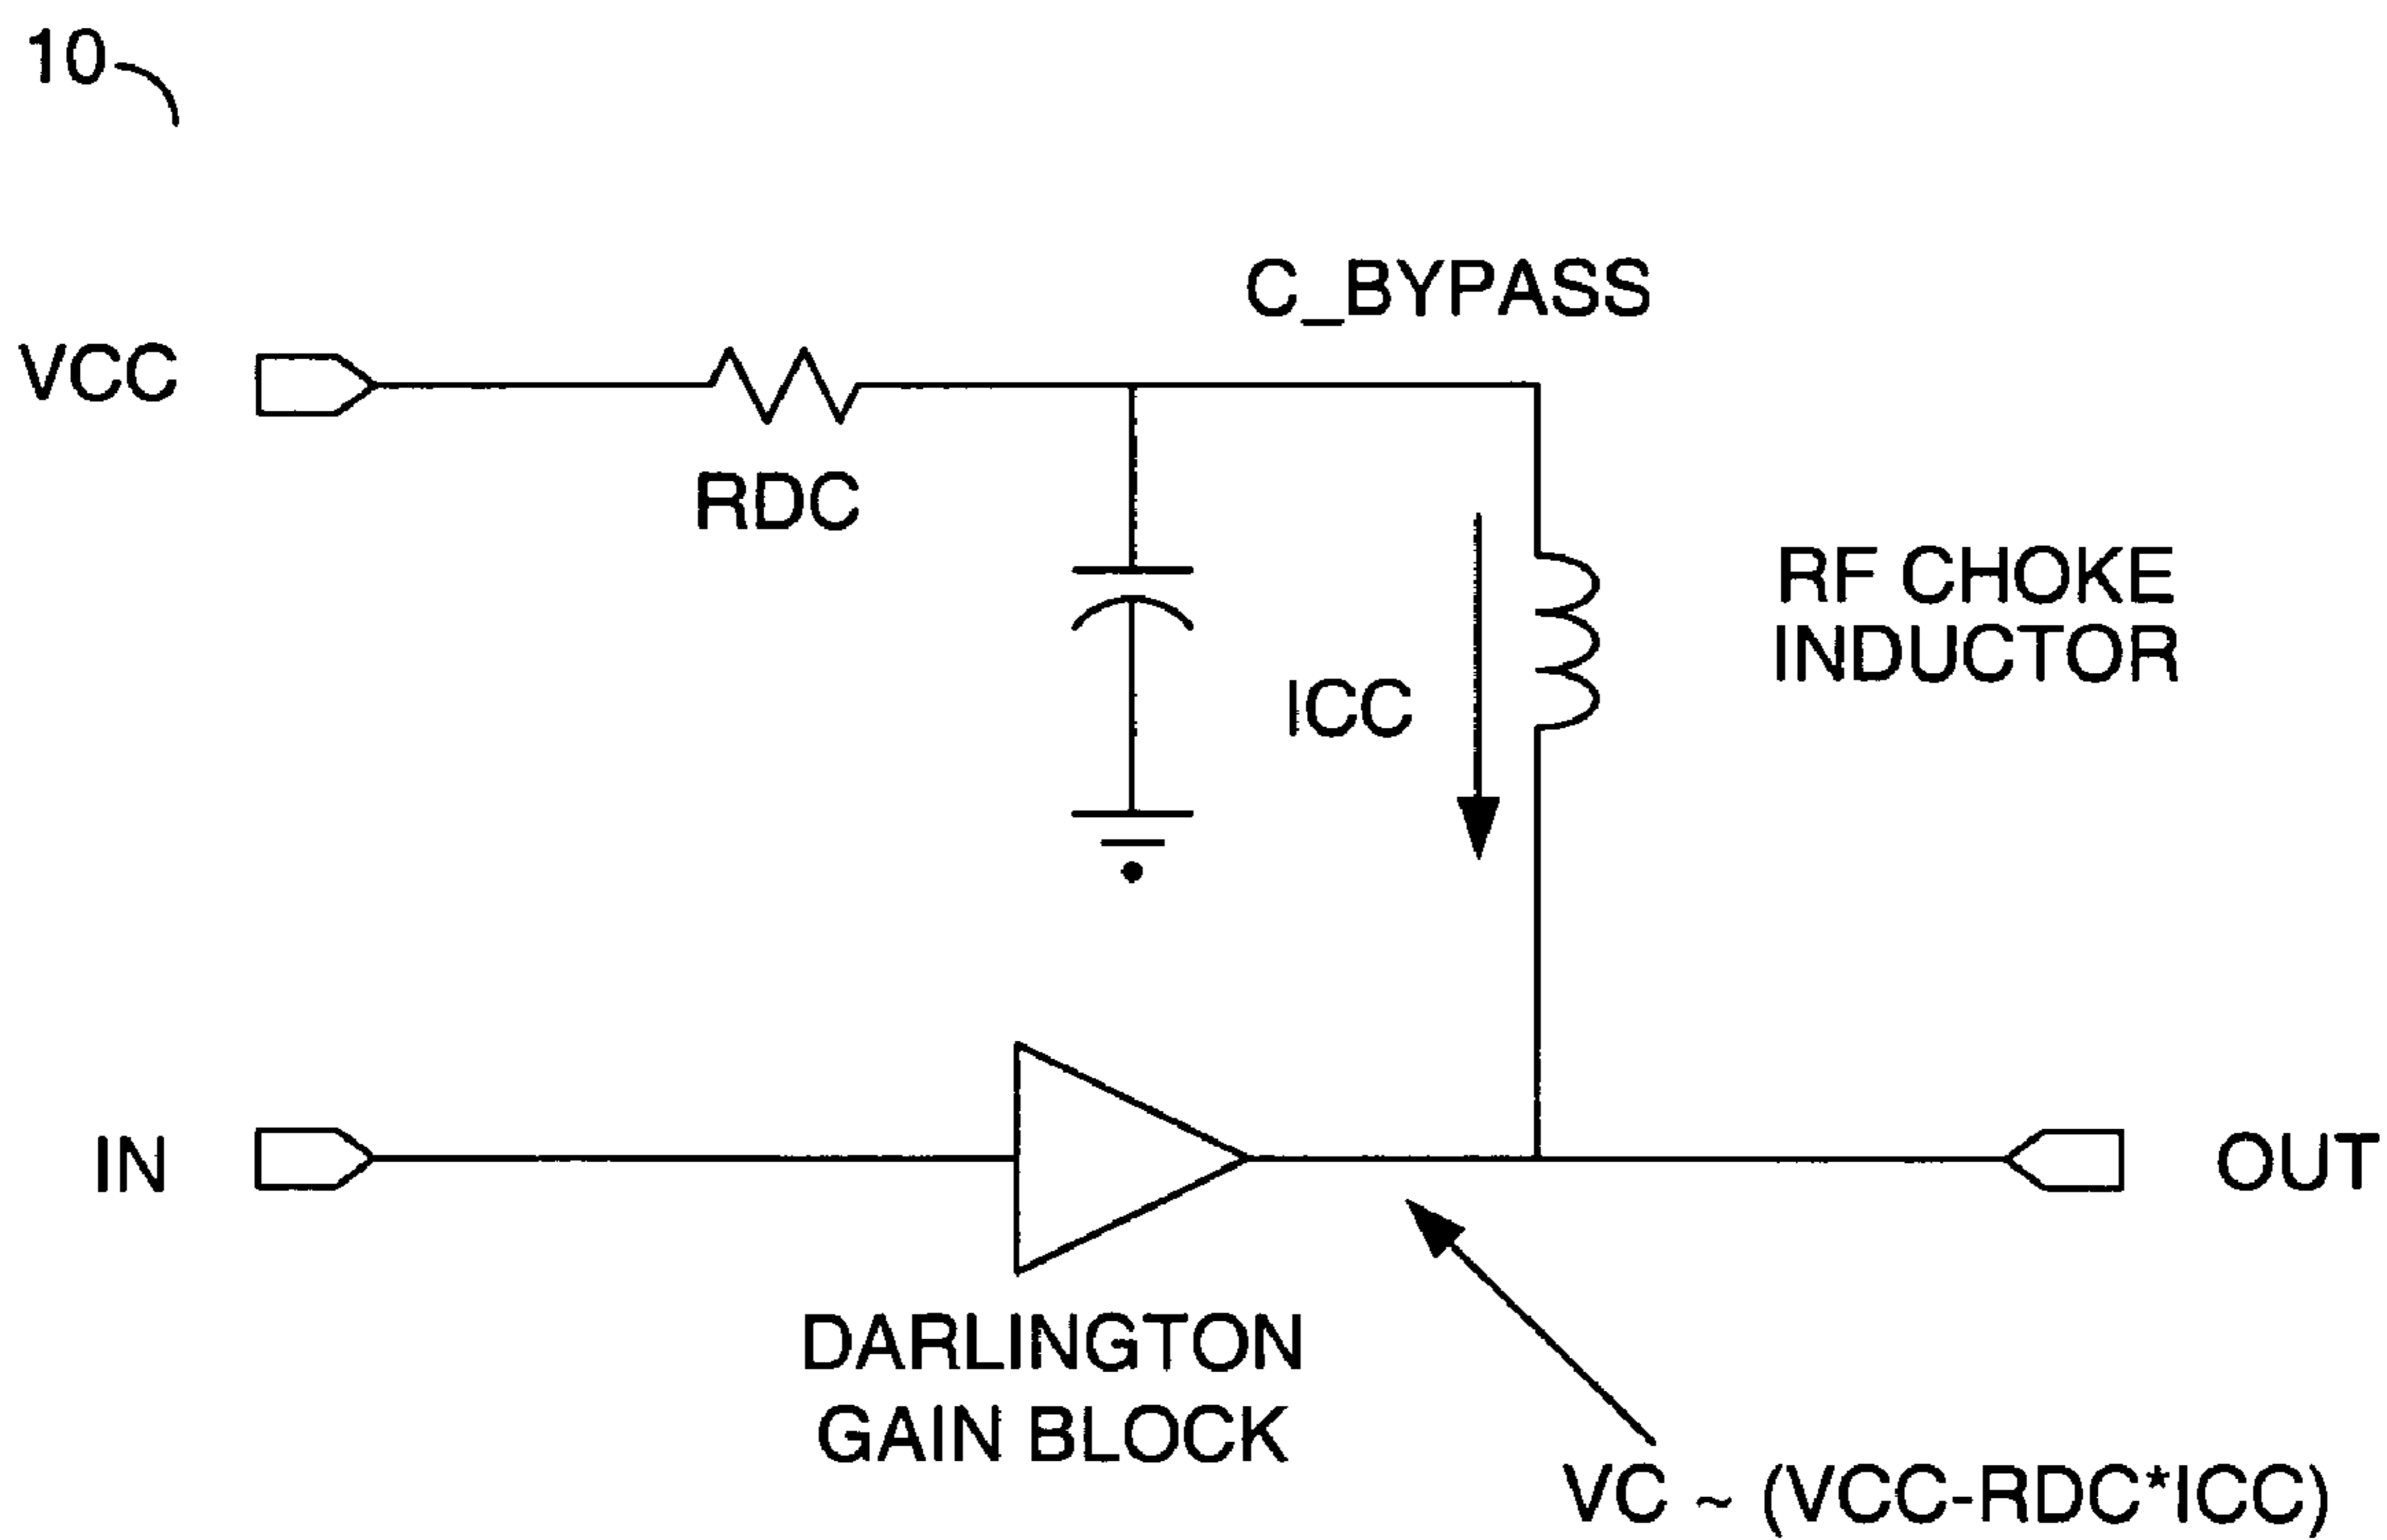 10
C_BYPASS
VCC
RDC
RF CHOKE
INDUCTOR
ICC
IN
OUT
DARLINGTON
GAIN BLOCK
VC ~ (VCC-RDC*ICC)